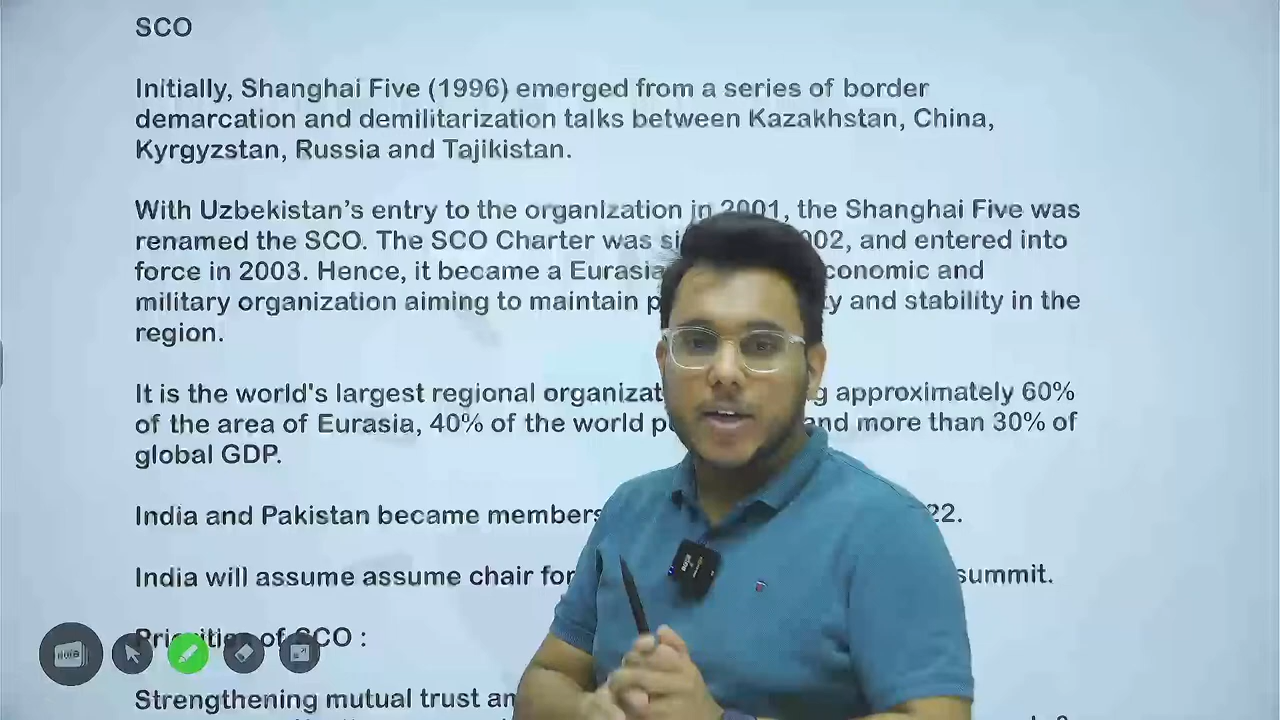 SCO
Initially, Shanghai Five (1996) emerged from a series of border
demarcation and demilitarization talks between Kazakhstan, China,
Kyrgyzstan, Russia and Tajikistan.
With Uzbekistan's entry to the organization in 2001, the Shanghai Five was
renamed the SCO. The SCO Charter was si 02, and entered into
force in 2003. Hence, it became a Eurasia conomic and
military organization aiming to maintain p ty and stability in the
region.
It is the world's largest regional organizat g approximately 60%
of the area of Eurasia, 40% of the world p and more than 30% of
global GDP.
India and Pakistan became members 22.
India will assume assume chair for summit.
Priorities of SCO :
Strengthening mutual trust an